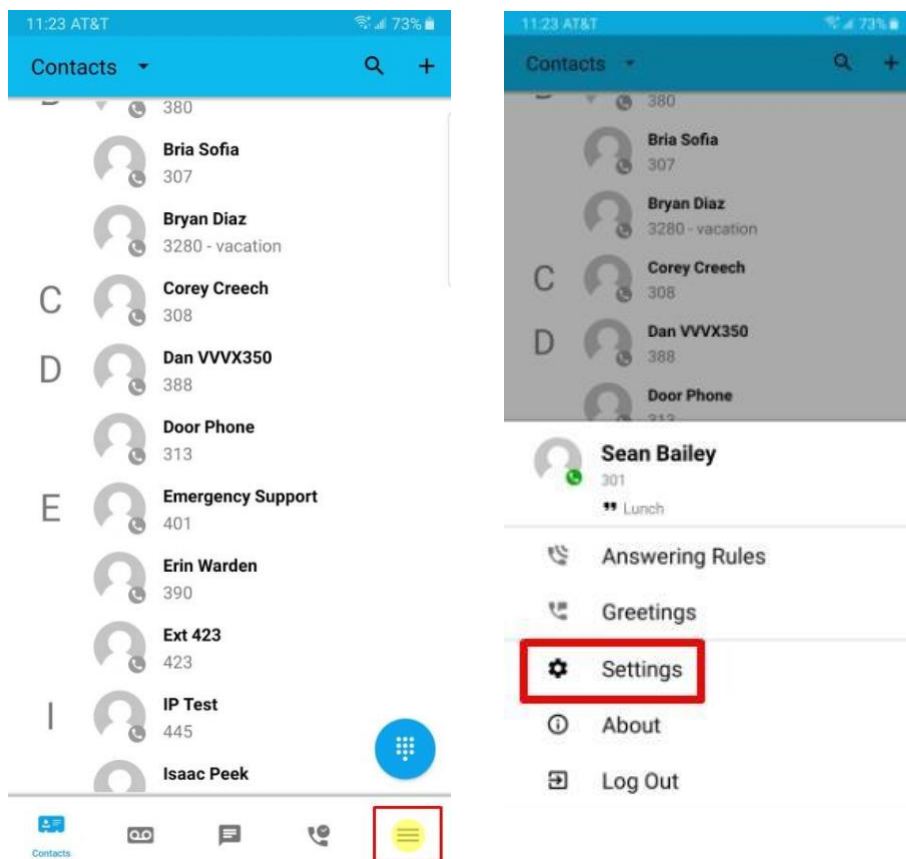 11:23 AT&T 73%
Contacts
380
Bria Sofia
307
Bryan Diaz
3280 - vacation
C
Corey Creech
308
D
Dan VVVX350
388
Door Phone
313
E
Emergency Support
401
Erin Warden
390
Ext 423
423
I
IP Test
445
Isaac Peek
Contacts
11:23 AT&T 73%
Contacts
380
Bria Sofia
307
Bryan Diaz
3280 - vacation
C
Corey Creech
308
D
Dan VVVX350
388
Door Phone
313
Sean Bailey
301
Lunch
Answering Rules
Greetings
Settings
About
Log Out